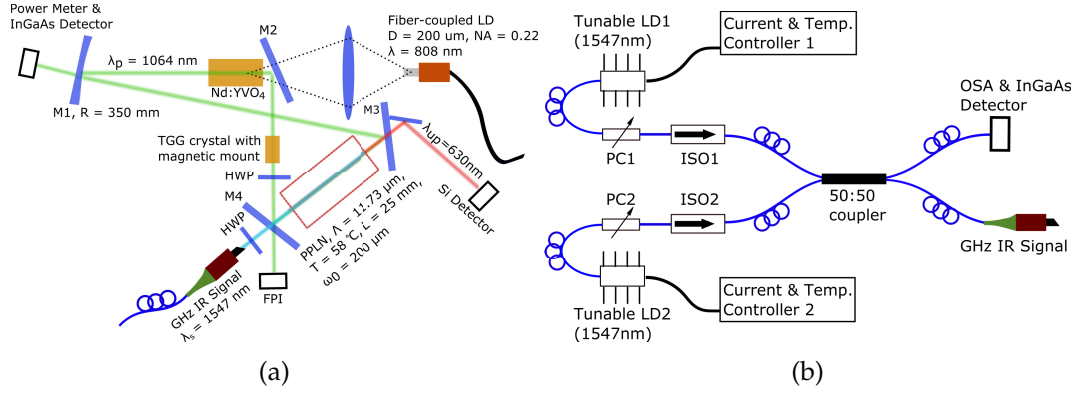 Power Meter &
InGaAs Detector
λp = 1064 nm
M2
Nd:YVO4
M1, R = 350 mm
Fiber-coupled LD
D = 200 um, NA = 0.22
λ = 808 nm
M3
λup=630nm
Si Detector
TGG crystal with
magnetic mount
HWP
M4
HWP
PPLN, Λ = 11.73 μm,
T = 58 ℃, L = 25 mm,
ω0 = 200 μm
GHz IR Signal
λs = 1547 nm
FPI
(a)
Tunable LD1
(1547nm)
Current & Temp.
Controller 1
PC1
ISO1
OSA & InGaAs
Detector
PC2
ISO2
50:50
coupler
GHz IR Signal
Tunable LD2
(1547nm)
Current & Temp.
Controller 2
(b)